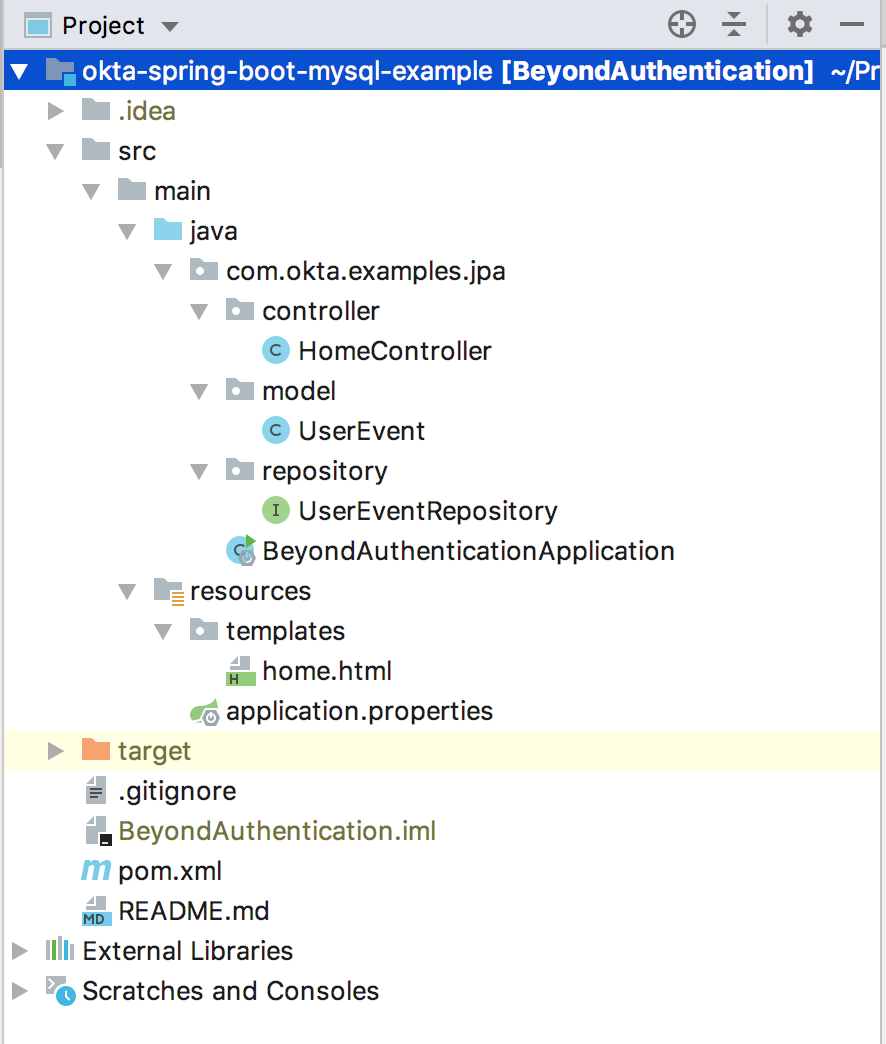 Project
okta-spring-boot-mysql-example [BeyondAuthentication] ~/Pr
.idea
src
main
java
com.okta.examples.jpa
controller
C HomeController
model
C UserEvent
repository
I UserEventRepository
C BeyondAuthenticationApplication
resources
templates
H home.html
application.properties
target
.gitignore
BeyondAuthentication.iml
m pom.xml
MD README.md
External Libraries
Scratches and Consoles